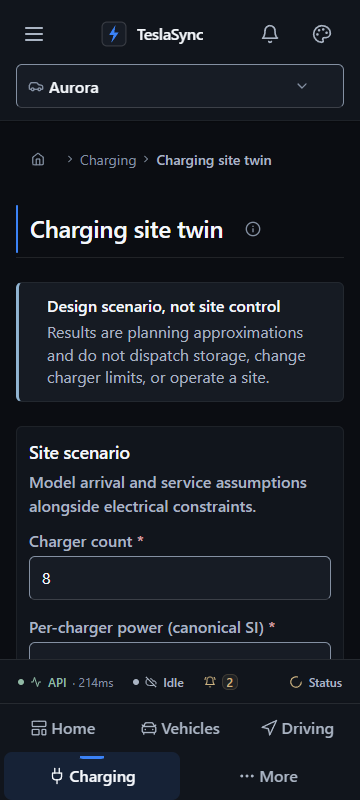 TeslaSync
Aurora
Charging
Charging site twin
Charging site twin
Design scenario, not site control
Results are planning approximations
and do not dispatch storage, change
charger limits, or operate a site.
Site scenario
Model arrival and service assumptions
alongside electrical constraints.
Charger count *
8
Per-charger power (canonical SI) *
API · 214ms
Idle
2
Status
Home
Vehicles
Driving
Charging
More